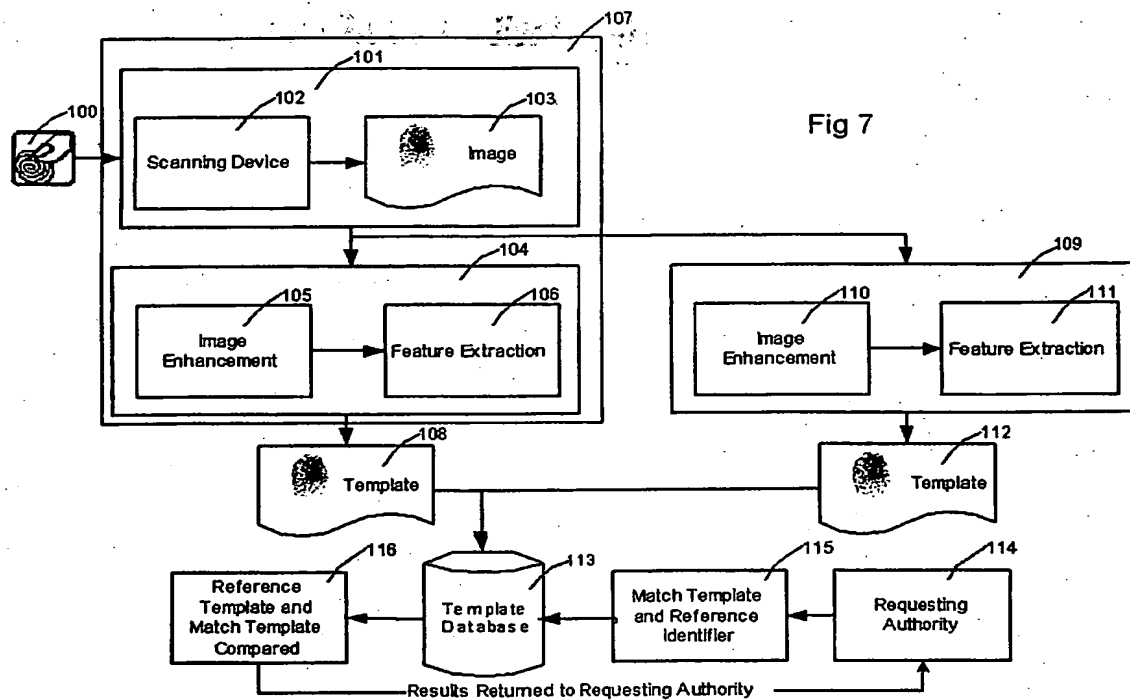 107
101
100
102
103
Fig 7
Scanning Device
Image
104
109
105
106
110
111
Image
Enhancement
Feature Extraction
Image
Enhancement
Feature Extraction
108
112
Template
Template
116
113
115
114
Reference
Template and
Match Template
Compared
Template
Database
Match Template
and Reference
Identifier
Requesting
Authority
Results Returned to Requesting Authority